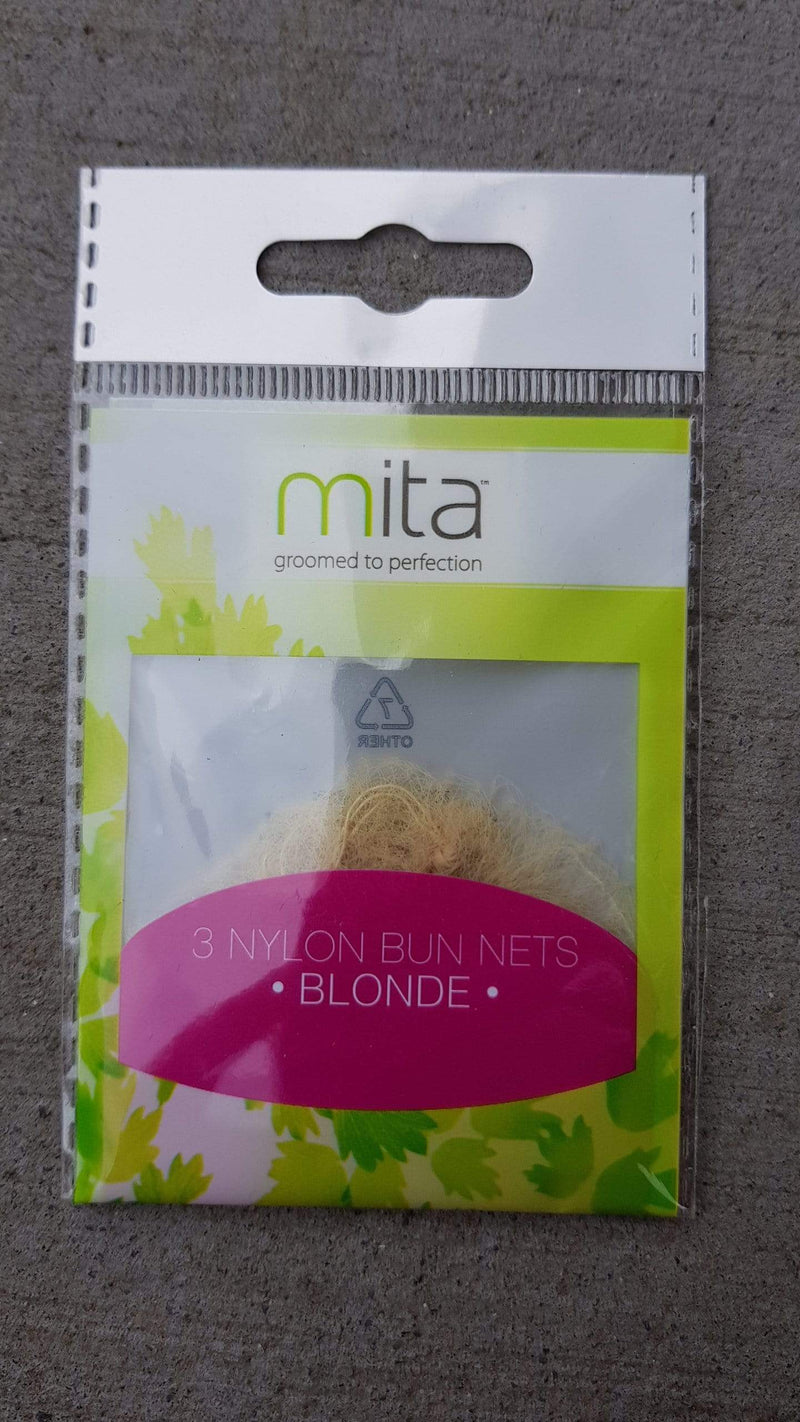 mita™
groomed to perfection
7
OTHER
3 NYLON BUN NETS
• BLONDE •